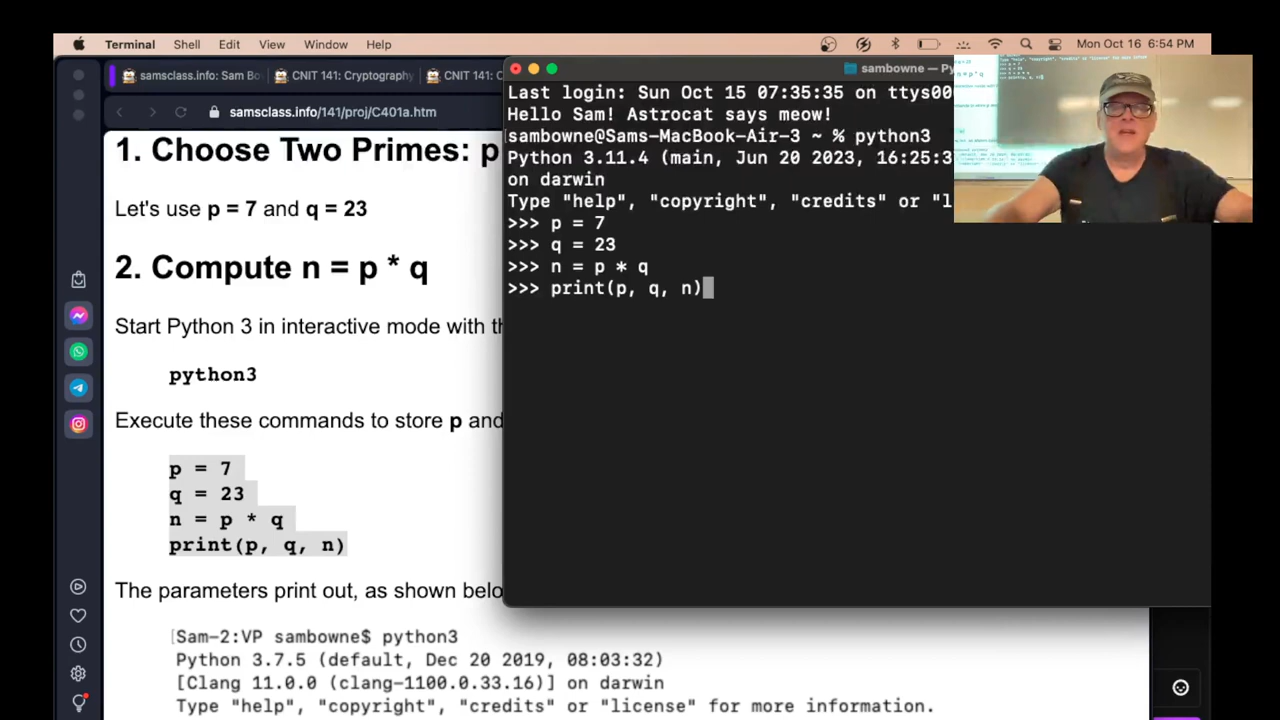 Terminal Shell Edit View Window Help Mon Oct 16 6:54 PM
samsclass.info: Sam Bo CNIT 141: Cryptography CNIT 141: C
samsclass.info/141/proj/C401a.htm
1. Choose Two Primes: p
Let's use p = 7 and q = 23
2. Compute n = p * q
Start Python 3 in interactive mode with th
python3
Execute these commands to store p and
p = 7
q = 23
n = p * q
print(p, q, n)
The parameters print out, as shown belo
[Sam-2:VP sambowne$ python3
Python 3.7.5 (default, Dec 20 2019, 08:03:32)
[Clang 11.0.0 (clang-1100.0.33.16)] on darwin
Type "help", "copyright", "credits" or "license" for more information.
sambowne — Py
Last login: Sun Oct 15 07:35:35 on ttys00
Hello Sam! Astrocat says meow!
[sambowne@Sams-MacBook-Air-3 ~ % python3
Python 3.11.4 (main, Jun 20 2023, 16:25:3
on darwin
Type "help", "copyright", "credits" or "l
>>> p = 7
>>> q = 23
>>> n = p * q
>>> print(p, q, n)